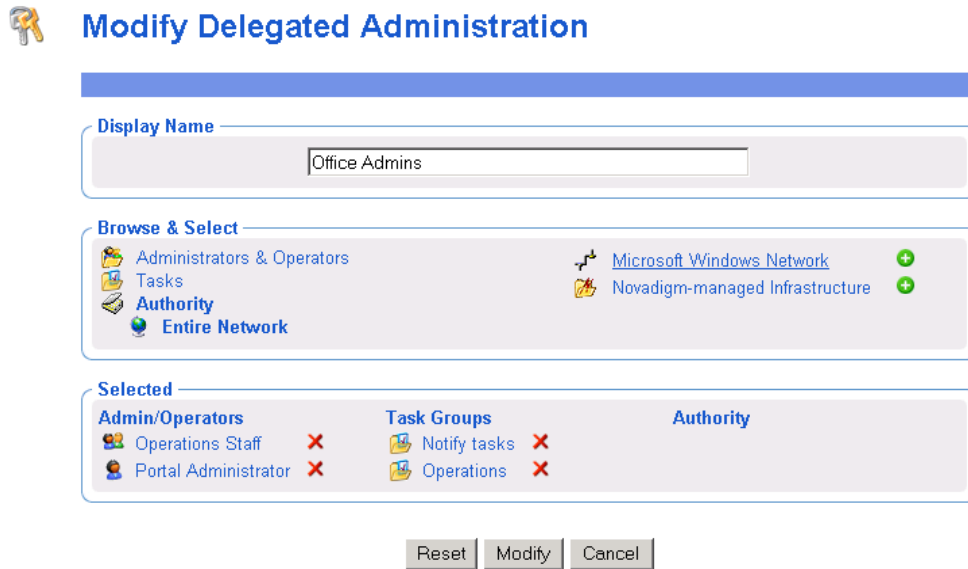 Modify Delegated Administration
Display Name
Office Admins
Browse & Select
Administrators & Operators
Tasks
Authority
Entire Network
Microsoft Windows Network
Novadigm-managed Infrastructure
Selected
Admin/Operators
Operations Staff
Portal Administrator
Task Groups
Notify tasks
Operations
Authority
Reset Modify Cancel